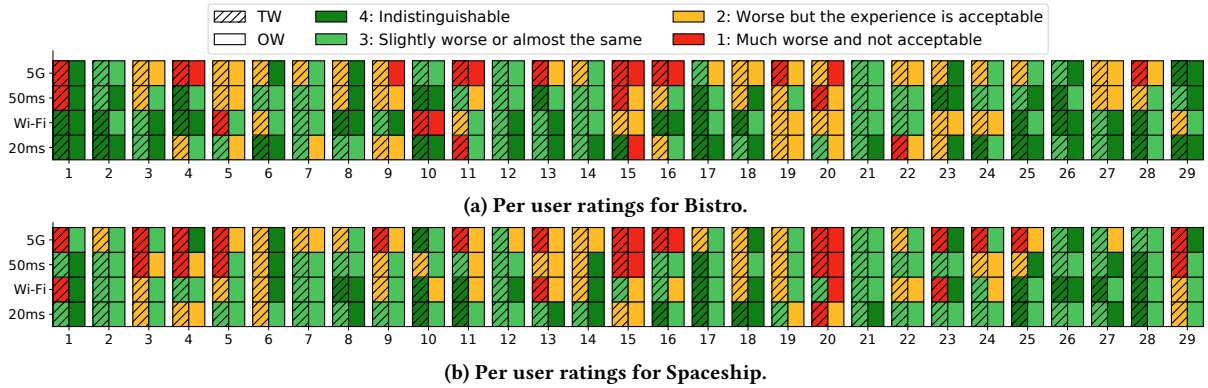 TW 4: Indistinguishable 2: Worse but the experience is acceptable
OW 3: Slightly worse or almost the same 1: Much worse and not acceptable
5G
50ms
Wi-Fi
20ms
1 2 3 4 5 6 7 8 9 10 11 12 13 14 15 16 17 18 19 20 21 22 23 24 25 26 27 28 29
(a) Per user ratings for Bistro.
5G
50ms
Wi-Fi
20ms
1 2 3 4 5 6 7 8 9 10 11 12 13 14 15 16 17 18 19 20 21 22 23 24 25 26 27 28 29
(b) Per user ratings for Spaceship.